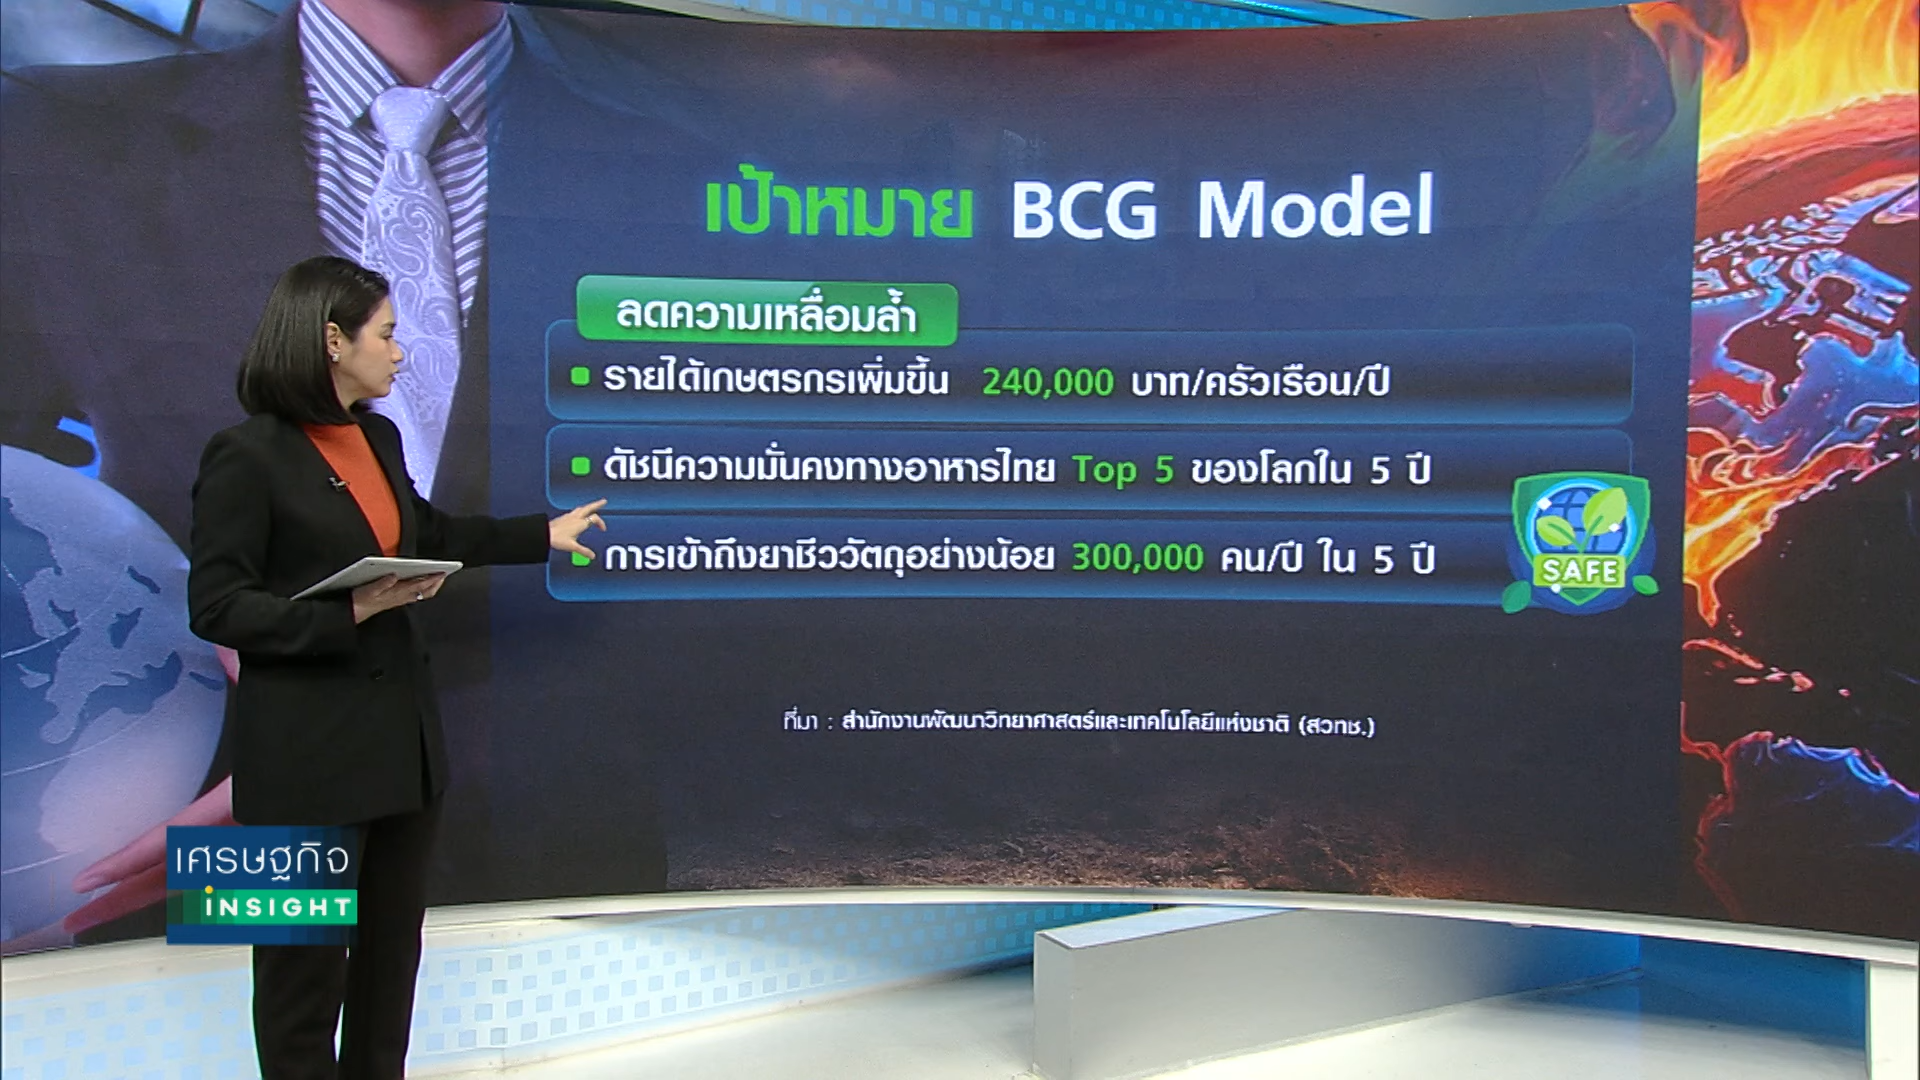 เป้าหมาย BCG Model
ลดความเหลื่อมล้ำ
รายได้เกษตรกรเพิ่มขึ้น 240,000 บาท/ครัวเรือน/ปี
ดัชนีความมั่นคงทางอาหารไทย Top 5 ของโลกใน 5 ปี
การเข้าถึงยาชีววัตถุอย่างน้อย 300,000 คน/ปี ใน 5 ปี
SAFE
ที่มา : สำนักงานพัฒนาวิทยาศาสตร์และเทคโนโลยีแห่งชาติ (สวทช.)
เศรษฐกิจ
INSIGHT